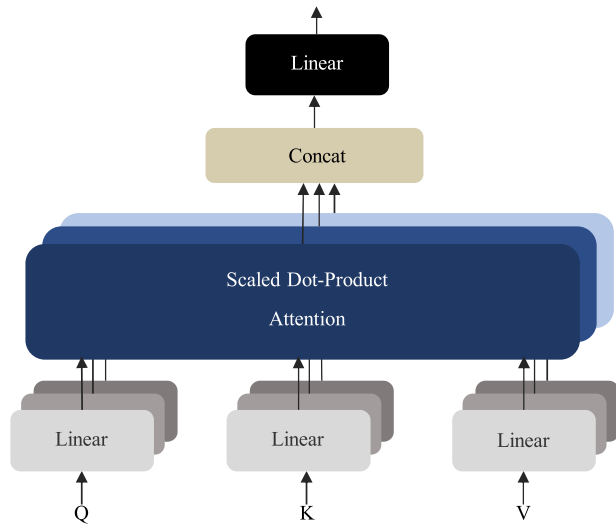 Linear
Concat
Scaled Dot-Product
Attention
Linear
Linear
Linear
Q
K
V